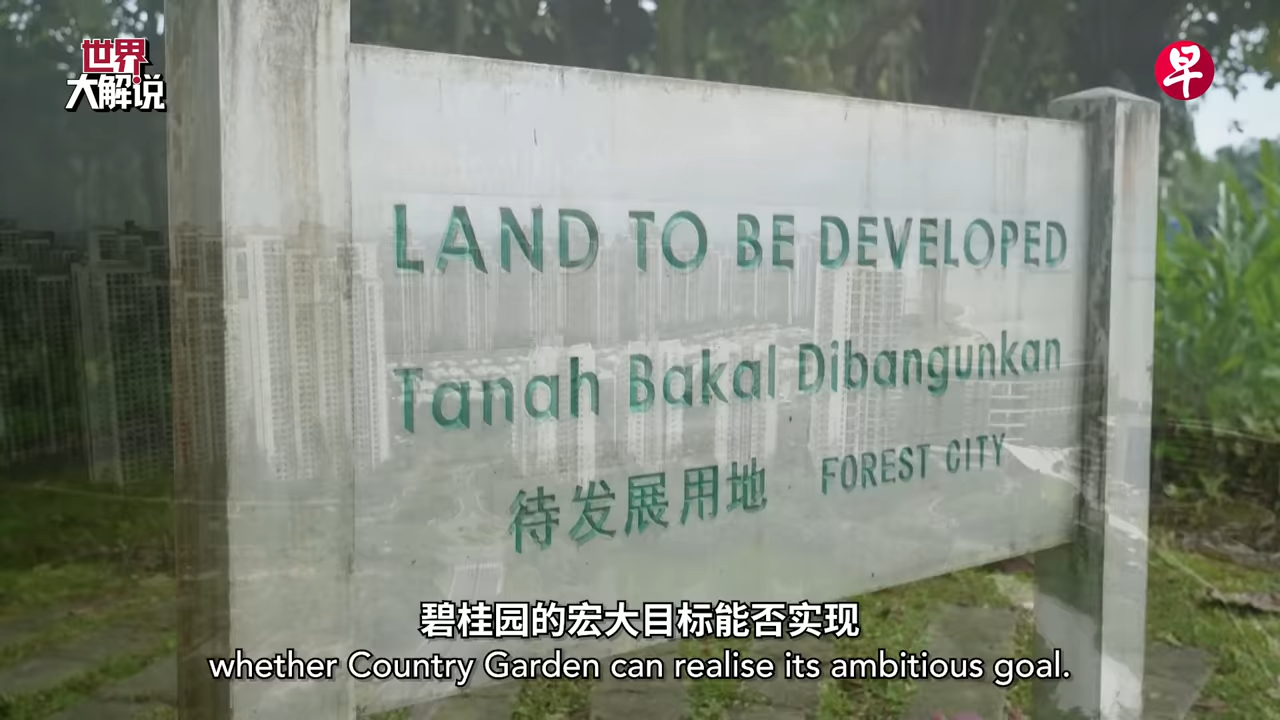 世界
大解说
早
LAND TO BE DEVELOPED
Tanah Bakal Dibangunkan
待发展用地 FOREST CITY
碧桂园的宏大目标能否实现
whether Country Garden can realise its ambitious goal.